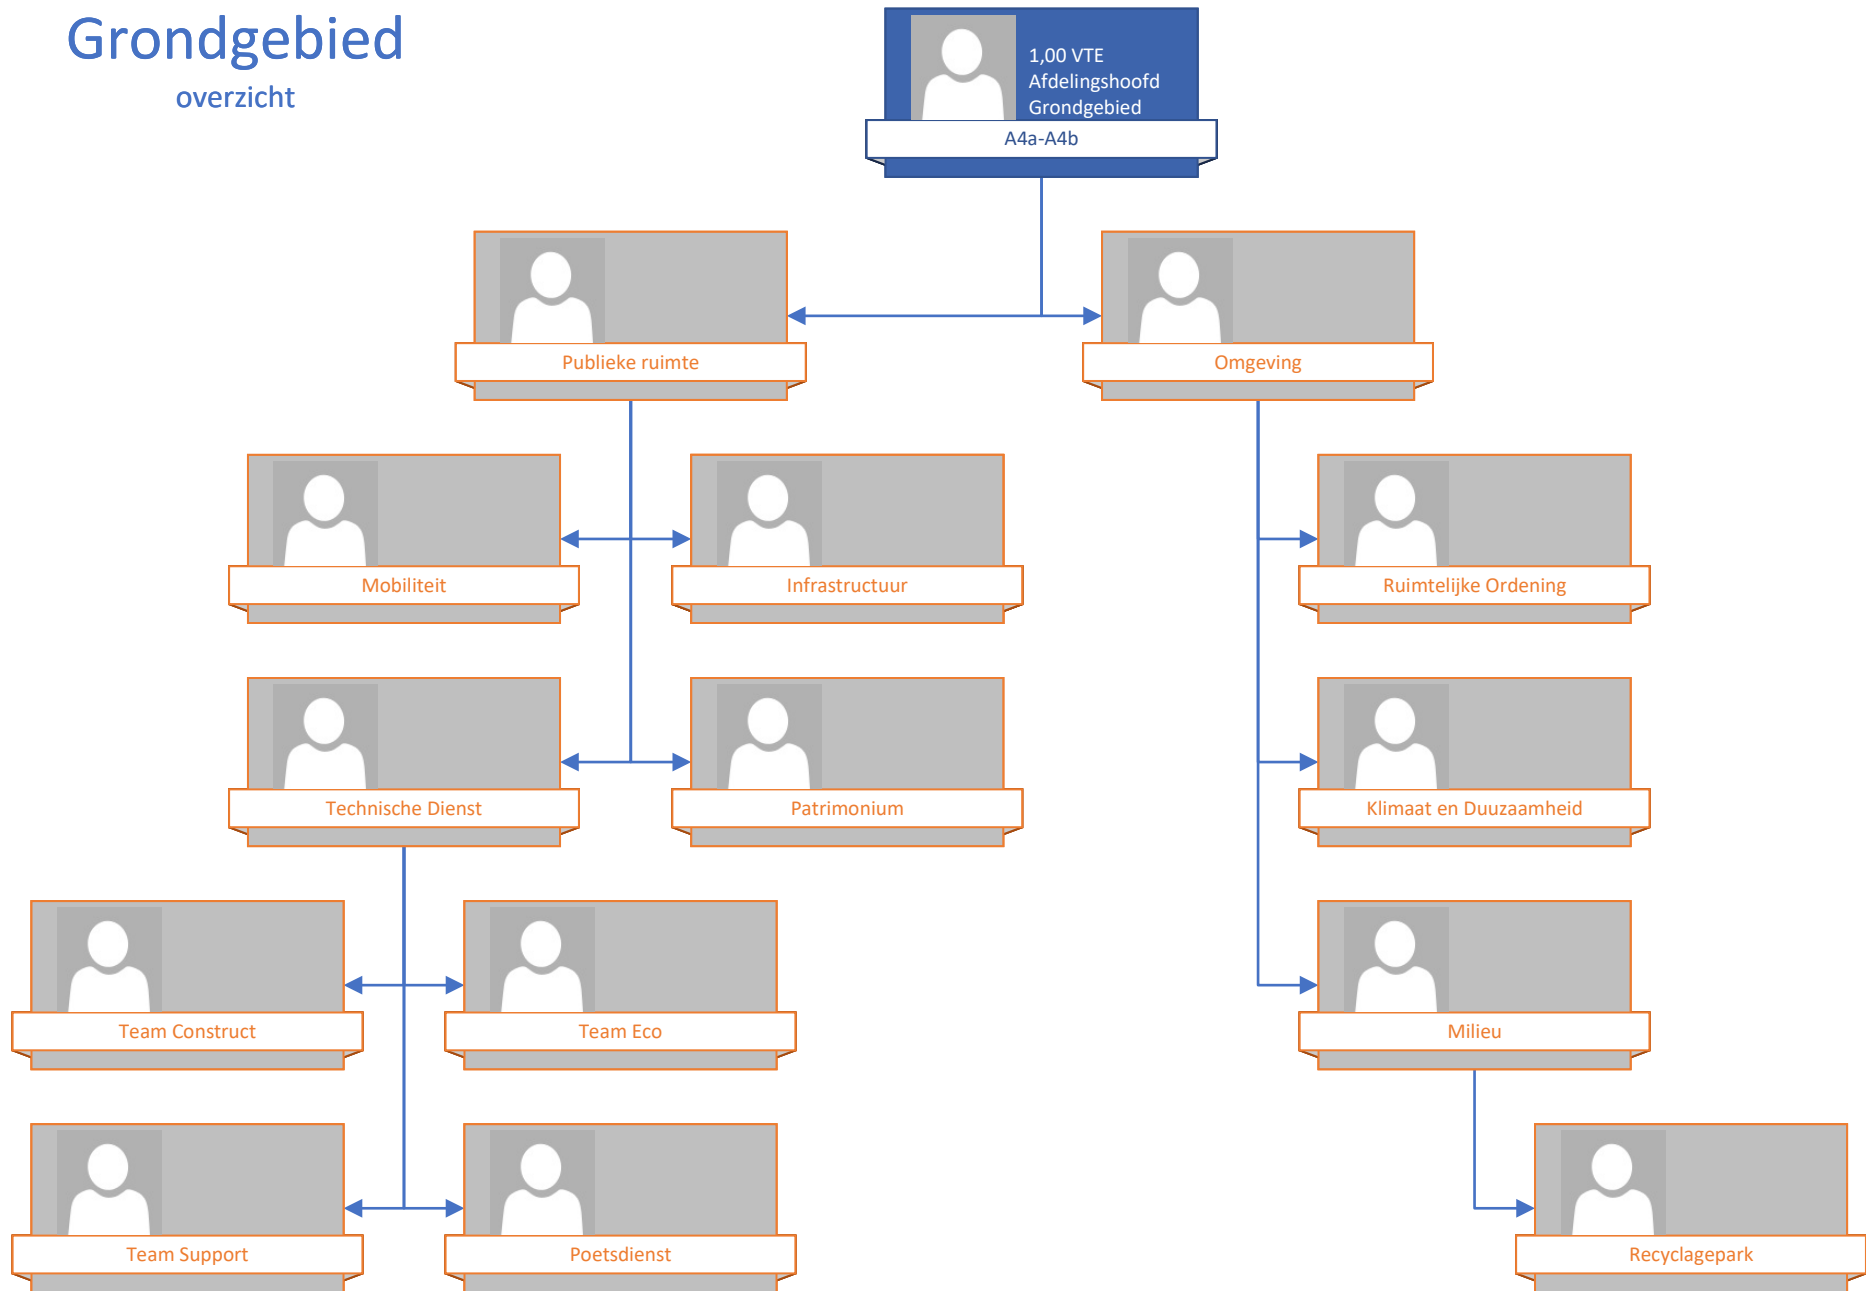 Grondgebied
overzicht
1,00 VTE
Afdelingshoofd
Grondgebied
A4a-A4b
Publieke ruimte
Omgeving
Mobiliteit
Infrastructuur
Ruimtelijke Ordening
Technische Dienst
Patrimonium
Klimaat en Duuzaamheid
Team Construct
Team Eco
Milieu
Team Support
Poetsdienst
Recyclagepark